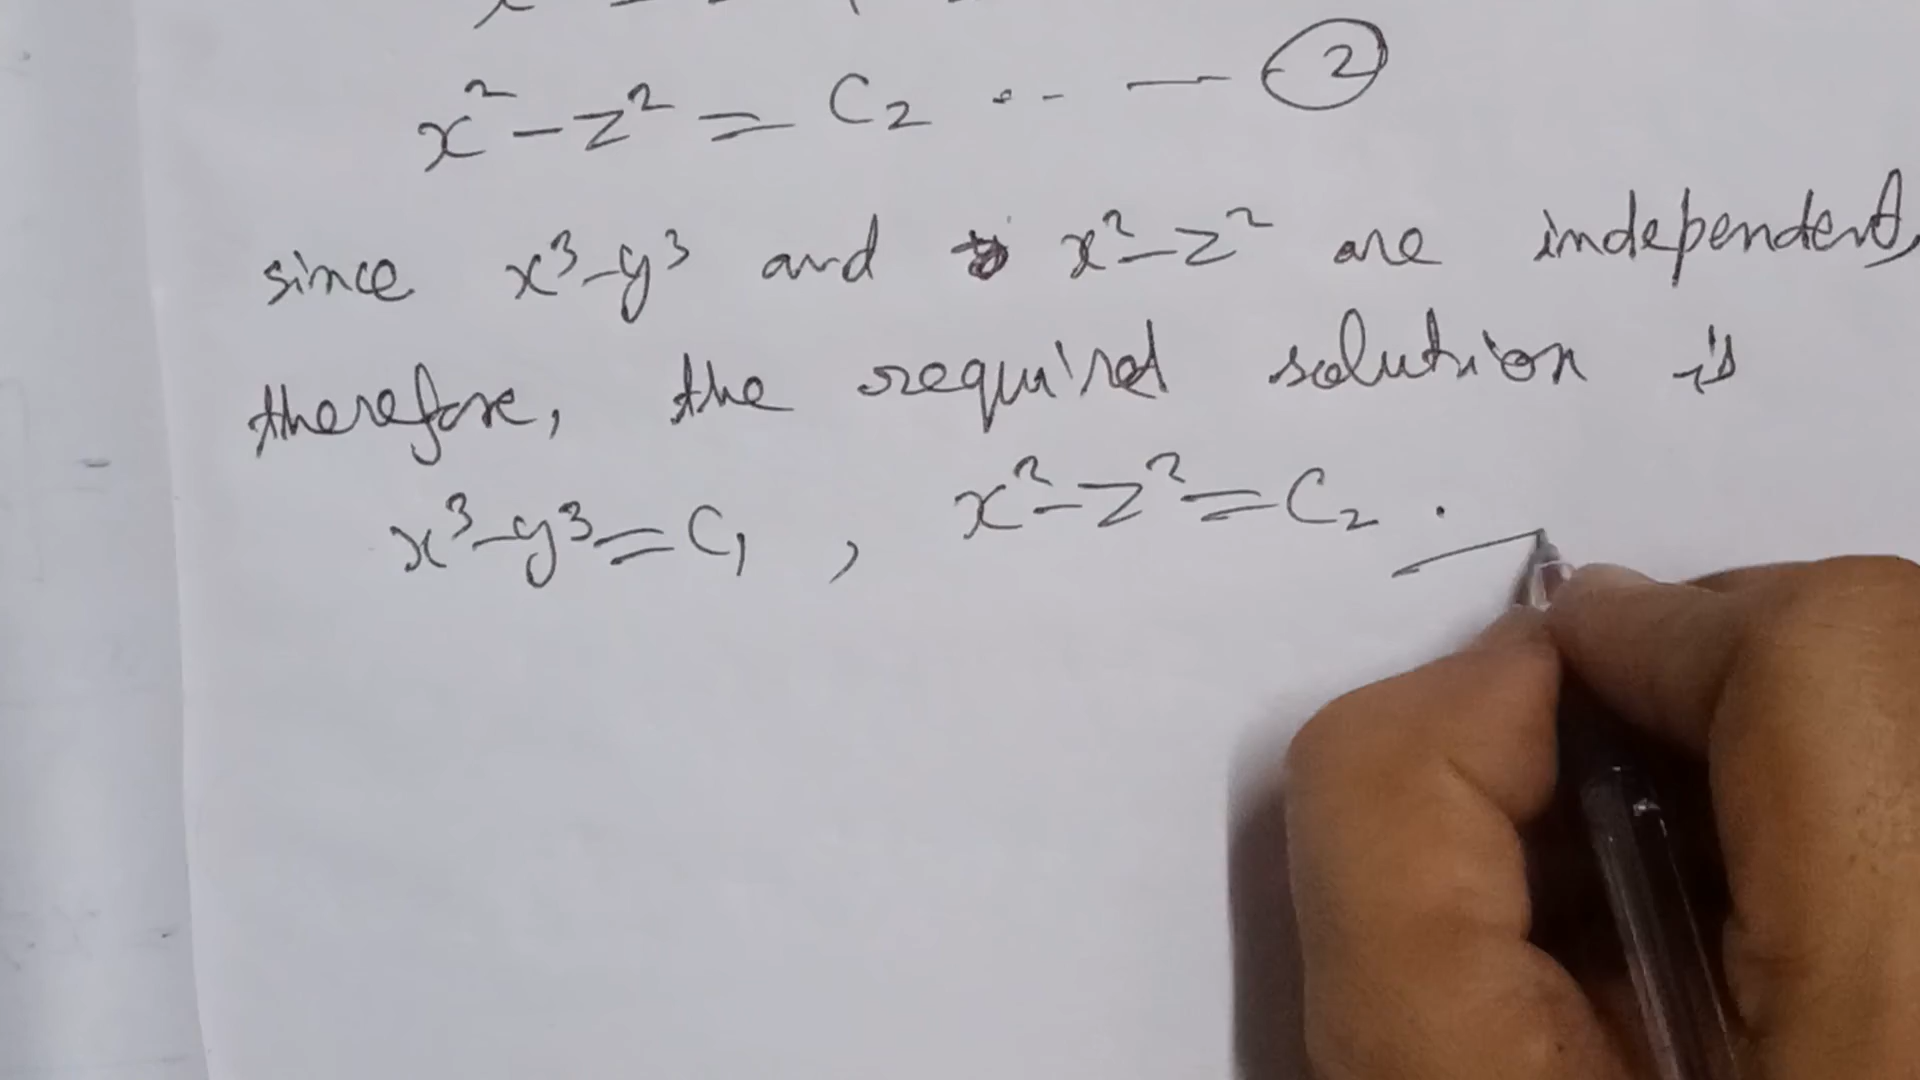 x² - z² = C₂ .. - — ②
since x³-y³ and x²-z² are independent,
therefore, the required solution is
x³-y³=C₁ , x²-z²=C₂ .